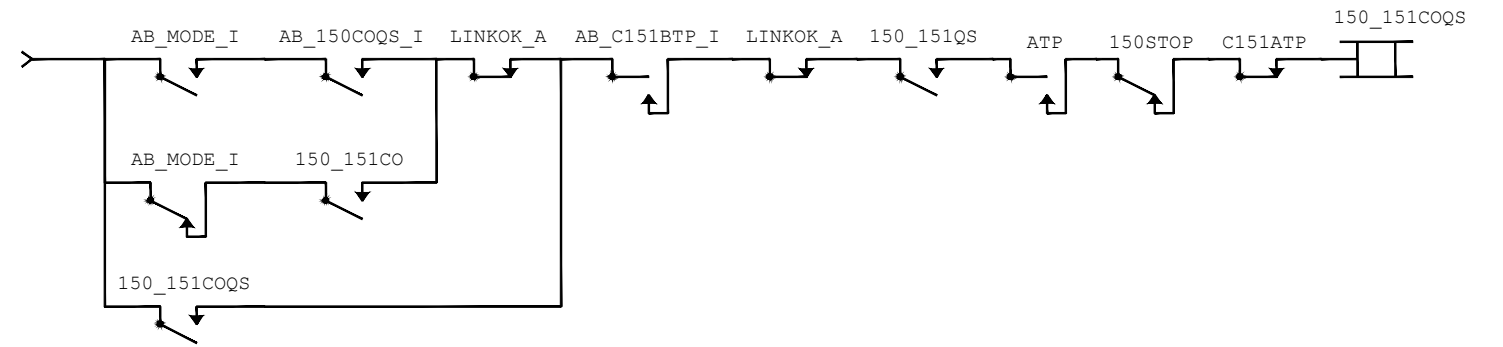 150_151COQS
AB_MODE_I AB_150COQS_I LINKOK_A AB_C151BTP_I LINKOK_A 150_151QS ATP 150STOP C151ATP
AB_MODE_I 150_151CO
150_151COQS